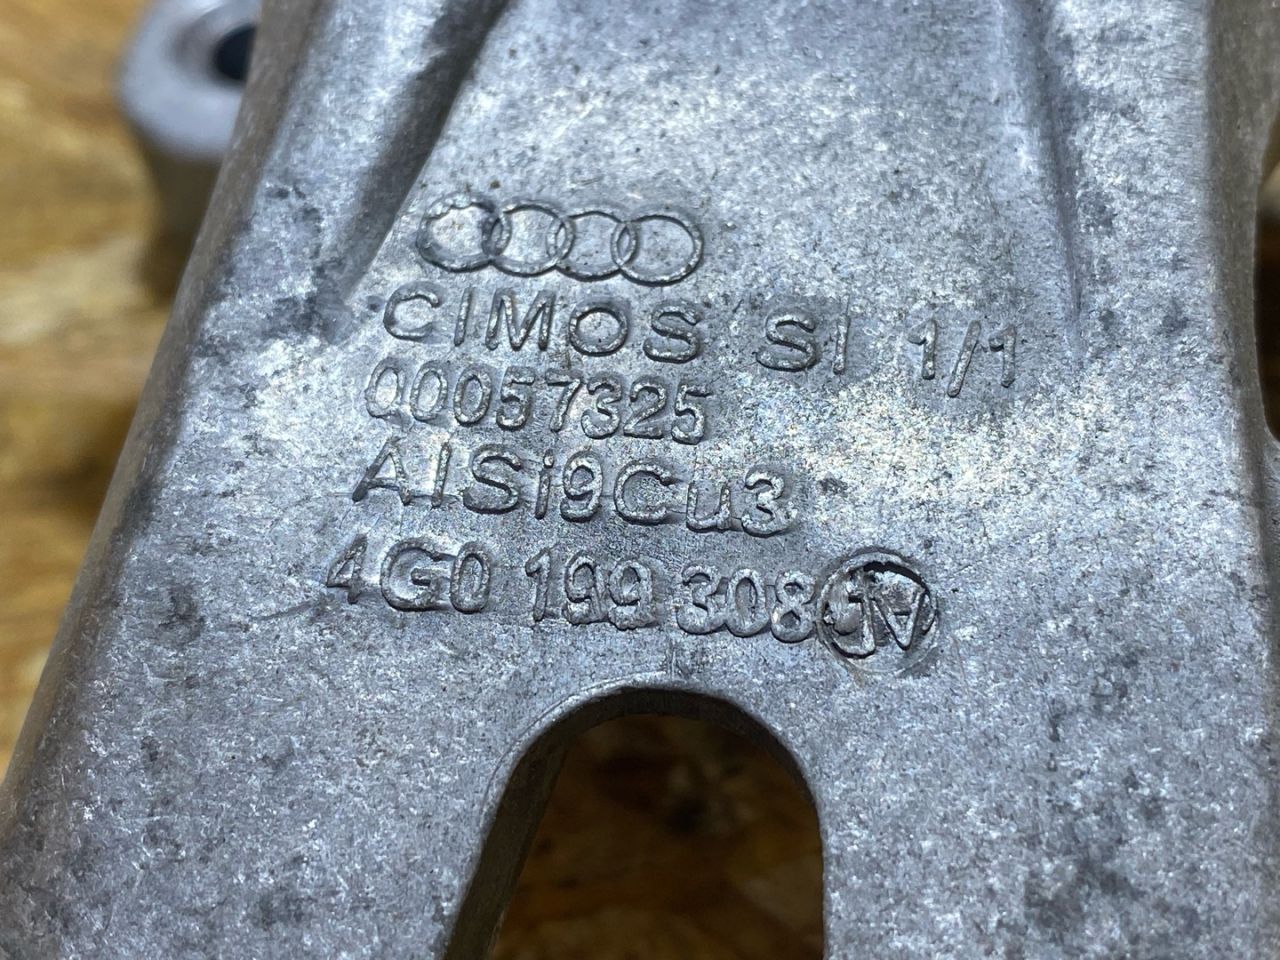 CIMOS SI 1/1
00057325
AlSi9Cu3
4G0 199 308